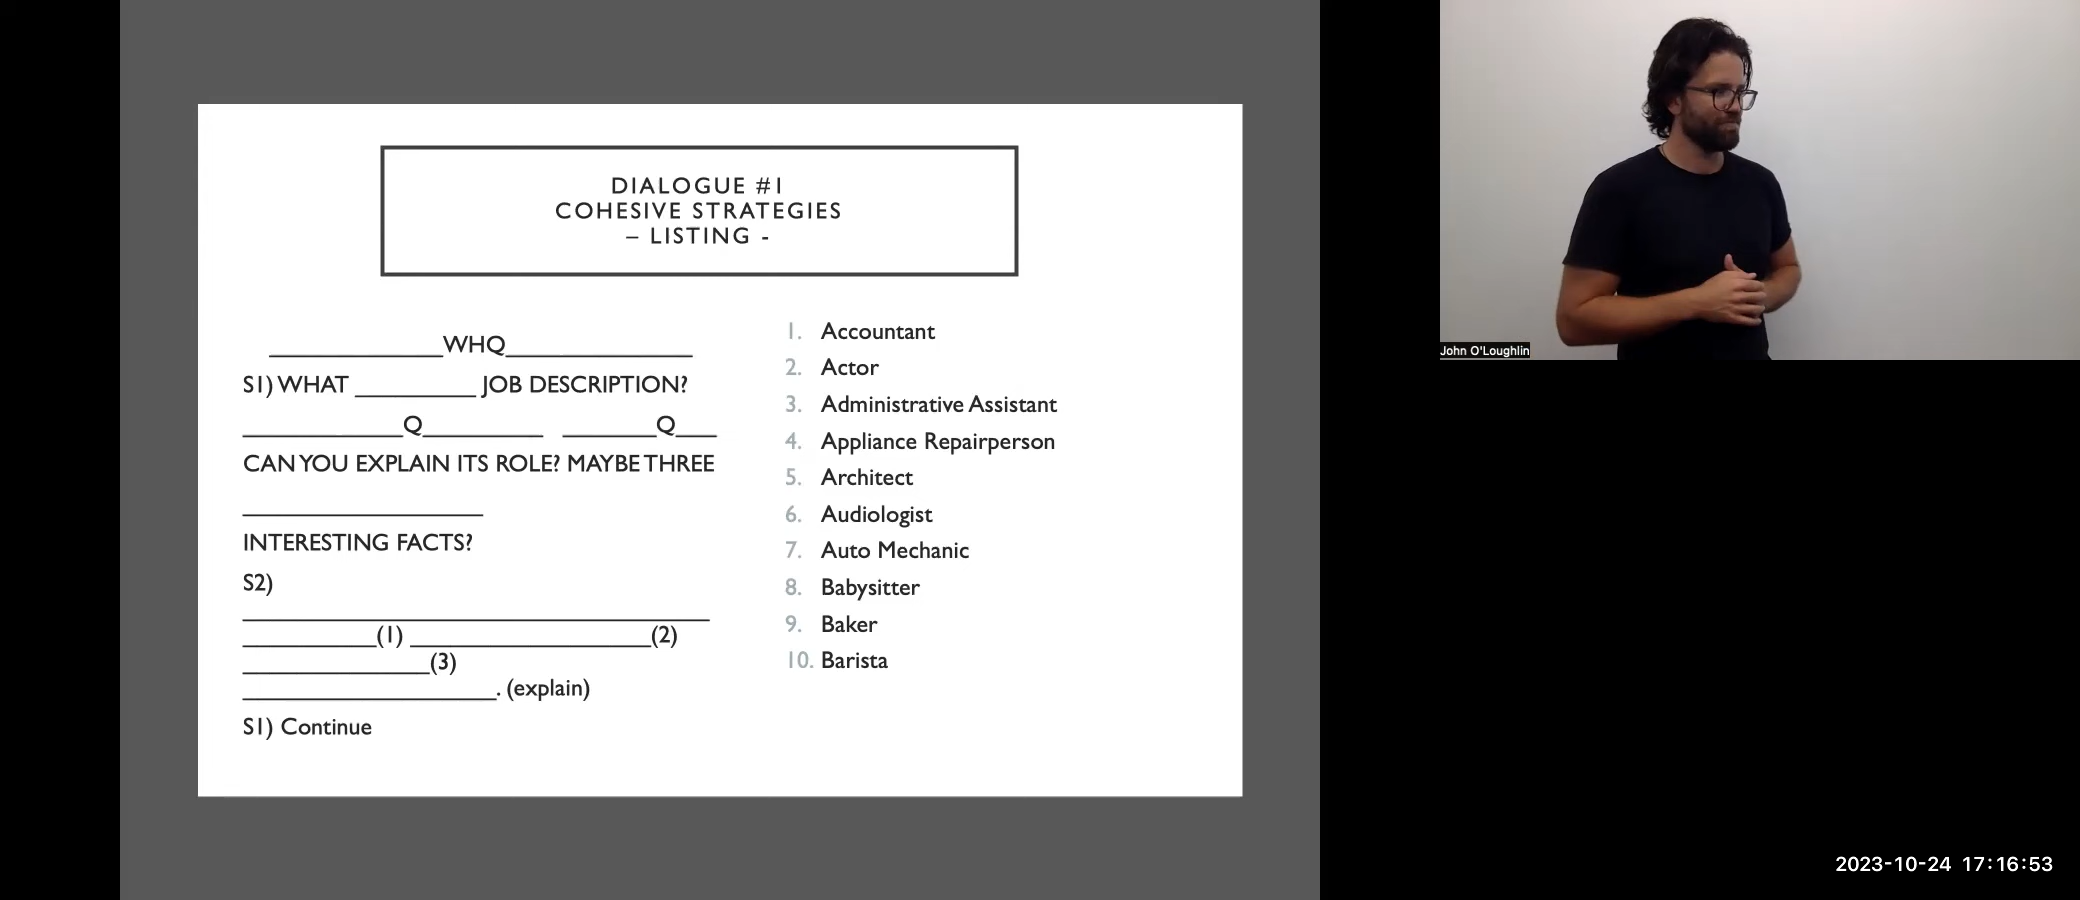 DIALOGUE #1
COHESIVE STRATEGIES
– LISTING -
______________WHQ_______________
S1) WHAT __________ JOB DESCRIPTION?
_____________Q__________ ________Q___
CAN YOU EXPLAIN ITS ROLE? MAYBE THREE
____________________
INTERESTING FACTS?
S2)
_______________________________________
___________(1) ____________________(2)
_______________(3)
_____________________. (explain)
S1) Continue
1. Accountant
2. Actor
3. Administrative Assistant
4. Appliance Repairperson
5. Architect
6. Audiologist
7. Auto Mechanic
8. Babysitter
9. Baker
10. Barista
John O'Loughlin
2023-10-24 17:16:53